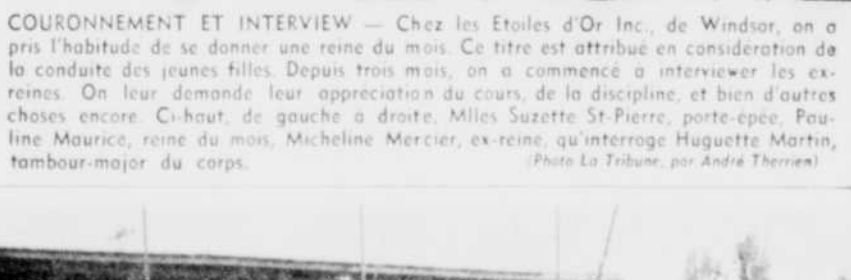 COURONNEMENT ET INTERVIEW — Chez les Etoiles d'Or Inc., de Windsor, on a
pris l'habitude de se donner une reine du mois. Ce titre est attribué en considération de
la conduite des jeunes filles. Depuis trois mois, on a commencé a interviewer les ex-
reines. On leur demande leur appréciation du cours, de la discipline, et bien d'autres
choses encore. Ci-haut, de gauche a droite, Mlles Suzette St-Pierre, porte-épée, Pau-
line Maurice, reine du mois, Micheline Mercier, ex-reine, qu'interroge Huguette Martin,
tambour-major du corps. (Photo La Tribune, par André Therrien)